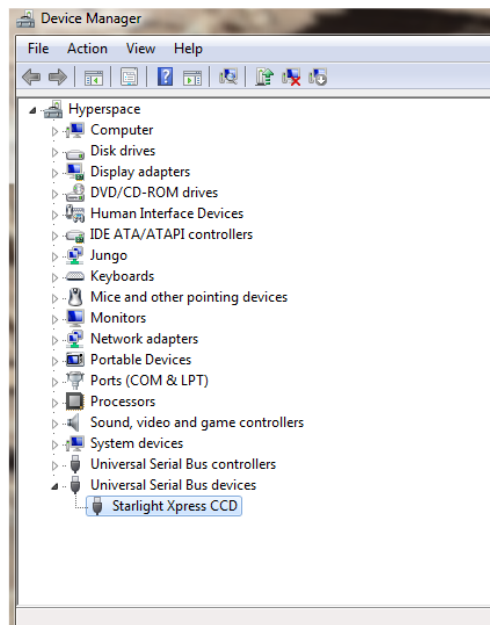 Device Manager
File Action View Help
Hyperspace
Computer
Disk drives
Display adapters
DVD/CD-ROM drives
Human Interface Devices
IDE ATA/ATAPI controllers
Jungo
Keyboards
Mice and other pointing devices
Monitors
Network adapters
Portable Devices
Ports (COM & LPT)
Processors
Sound, video and game controllers
System devices
Universal Serial Bus controllers
Universal Serial Bus devices
Starlight Xpress CCD